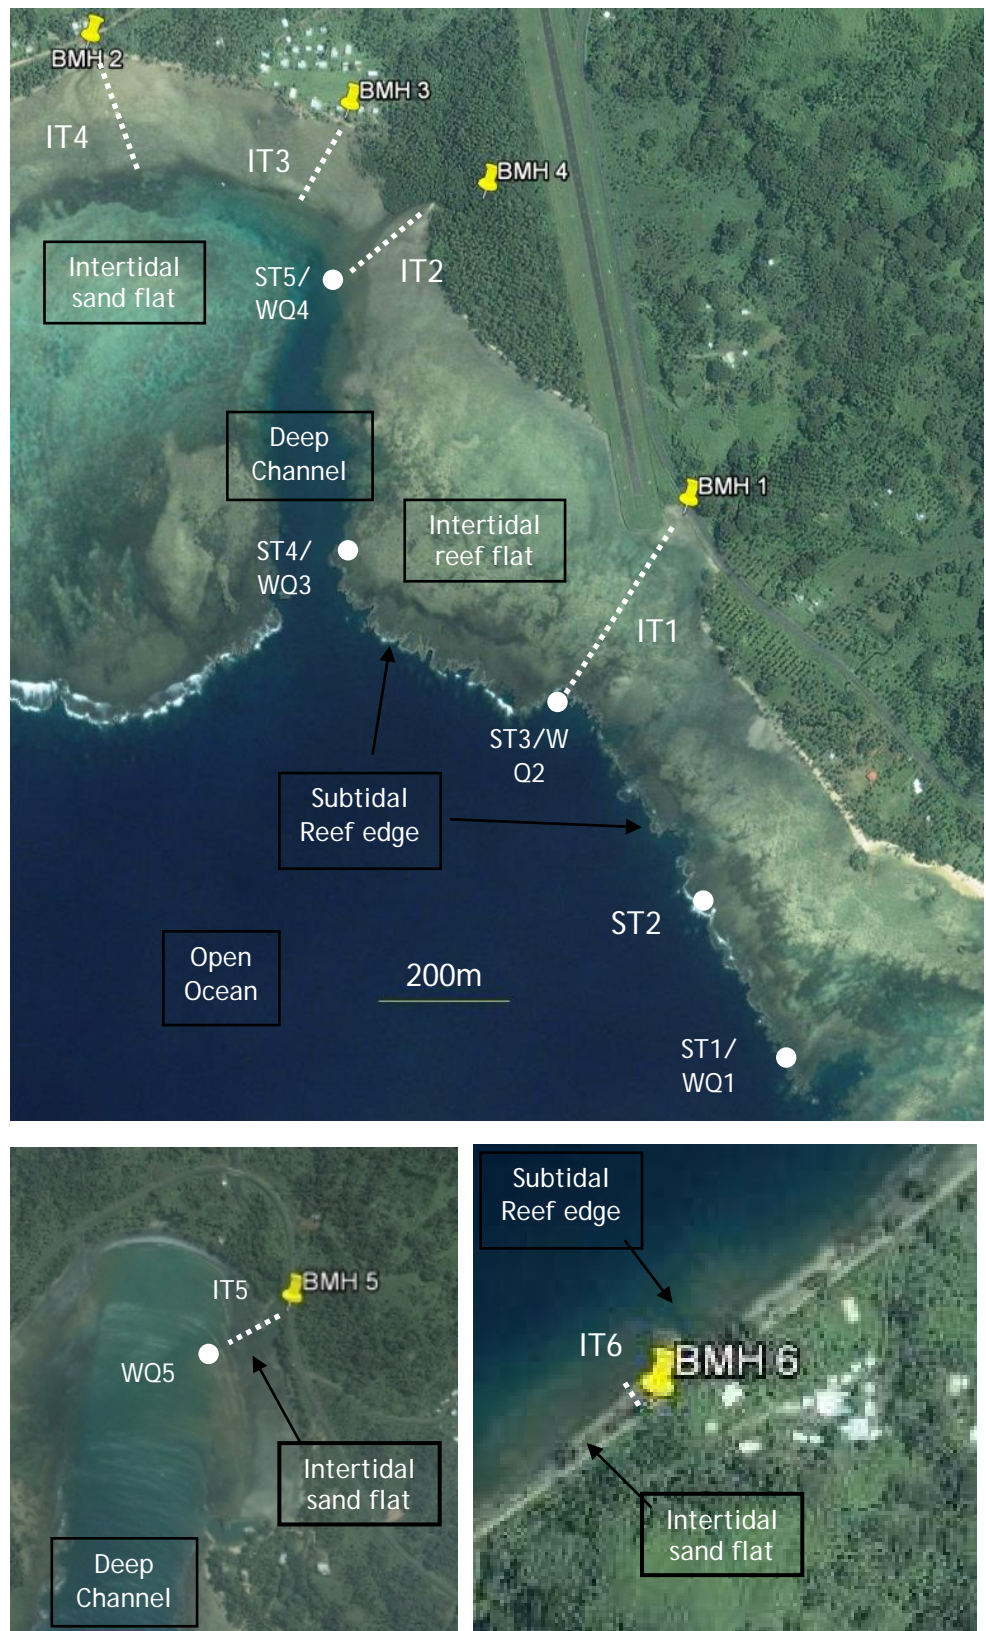 BMH 2
BMH 3
IT4
IT3
BMH 4
Intertidal
sand flat
ST5/
WQ4
IT2
Deep
Channel
BMH 1
Intertidal
reef flat
ST4/
WQ3
IT1
ST3/W
Q2
Subtidal
Reef edge
ST2
Open
Ocean
200m
ST1/
WQ1
IT5
BMH 5
WQ5
Intertidal
sand flat
Deep
Channel
Subtidal
Reef edge
IT6
BMH 6
Intertidal
sand flat